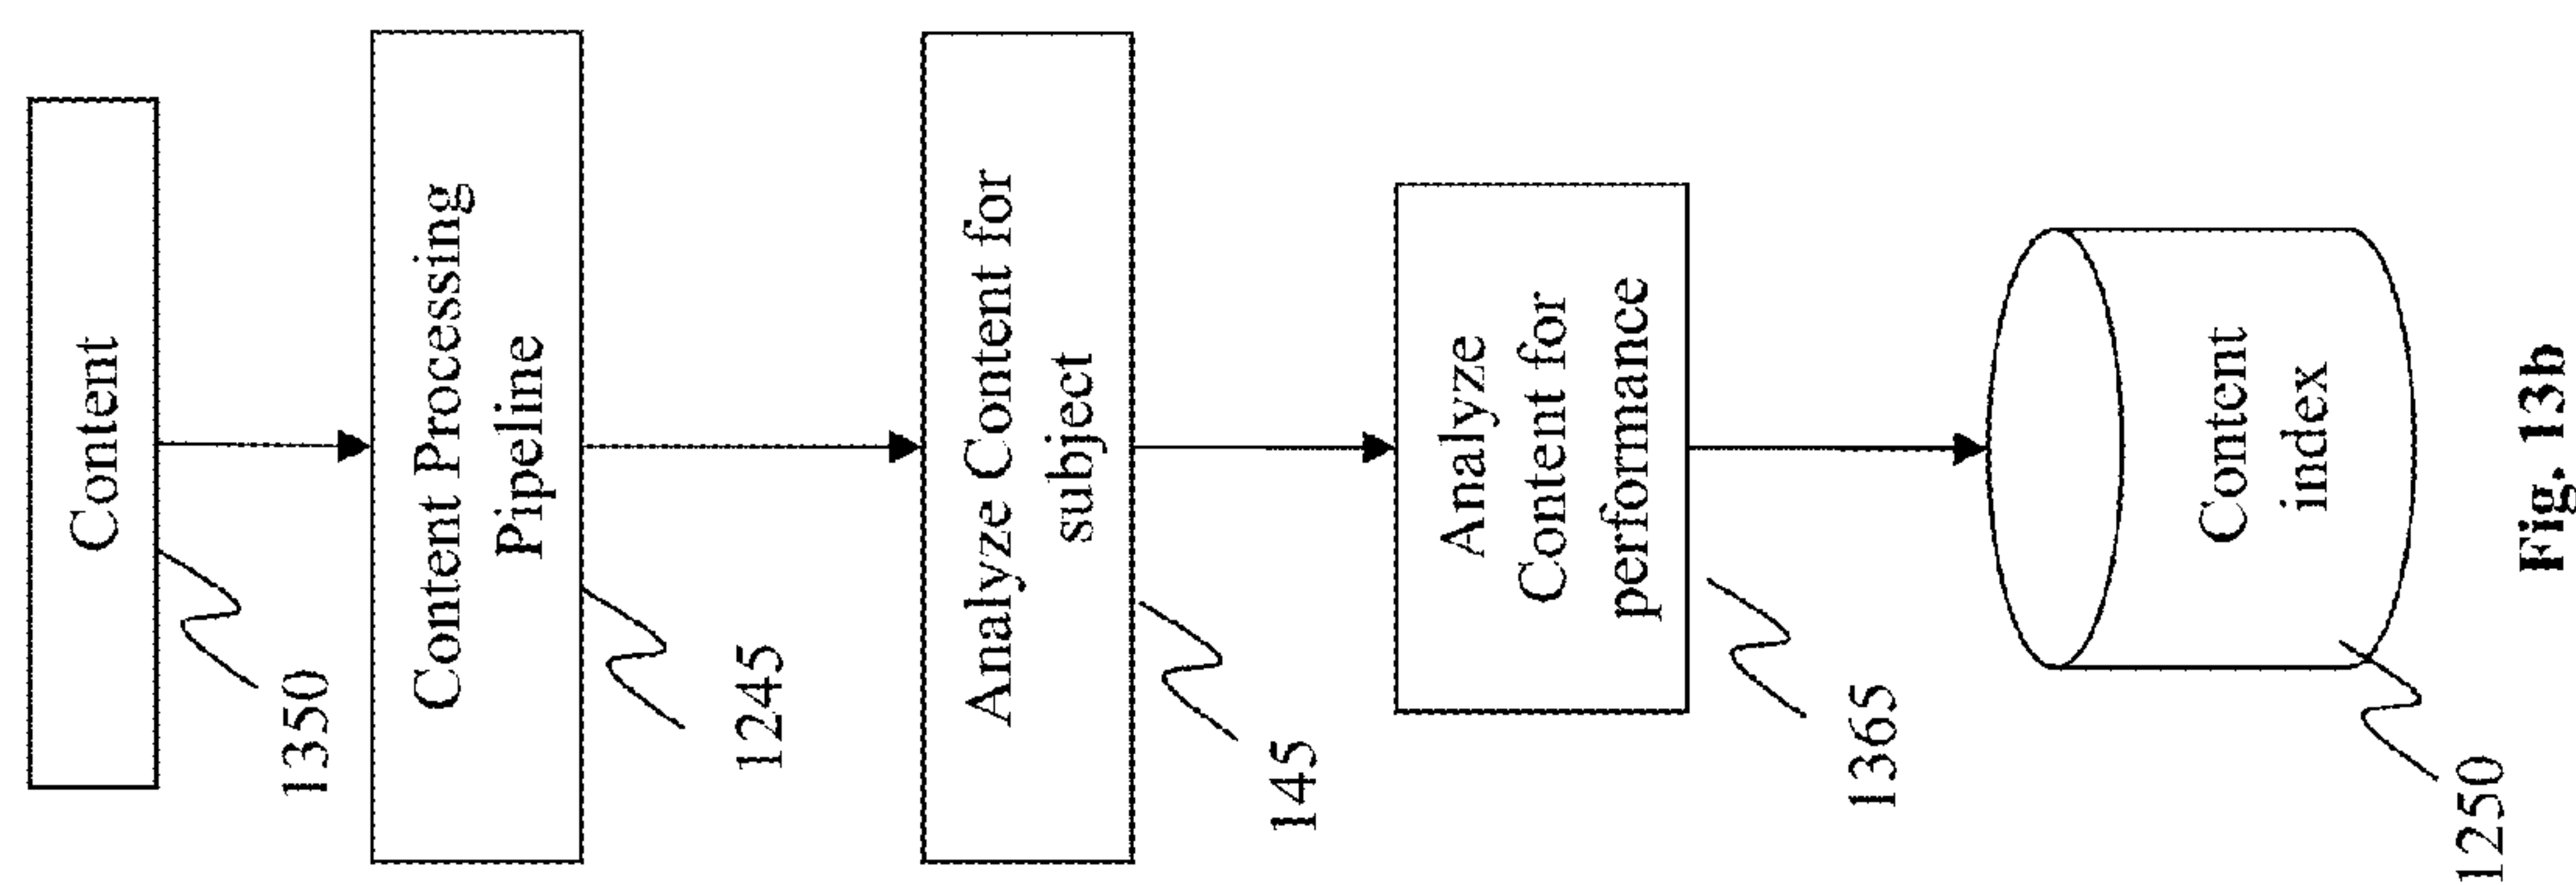 Content
1350
Content Processing
Pipeline
1245
Analyze Content for
subject
145
Analyze
Content for
performance
1365
Content
index
1250
Fig. 13b